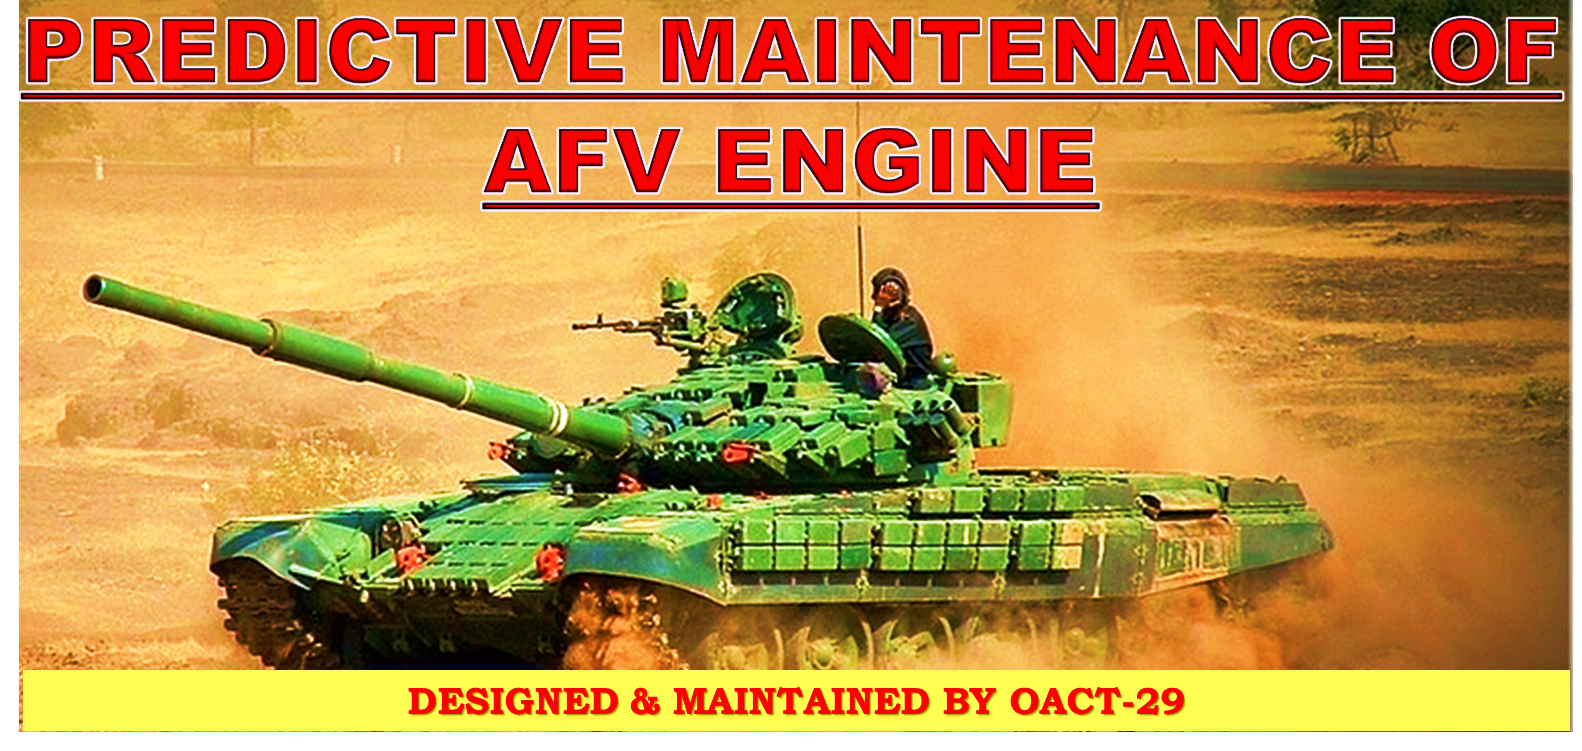 PREDICTIVE MAINTENANCE OF
AFV ENGINE
DESIGNED & MAINTAINED BY OACT-29